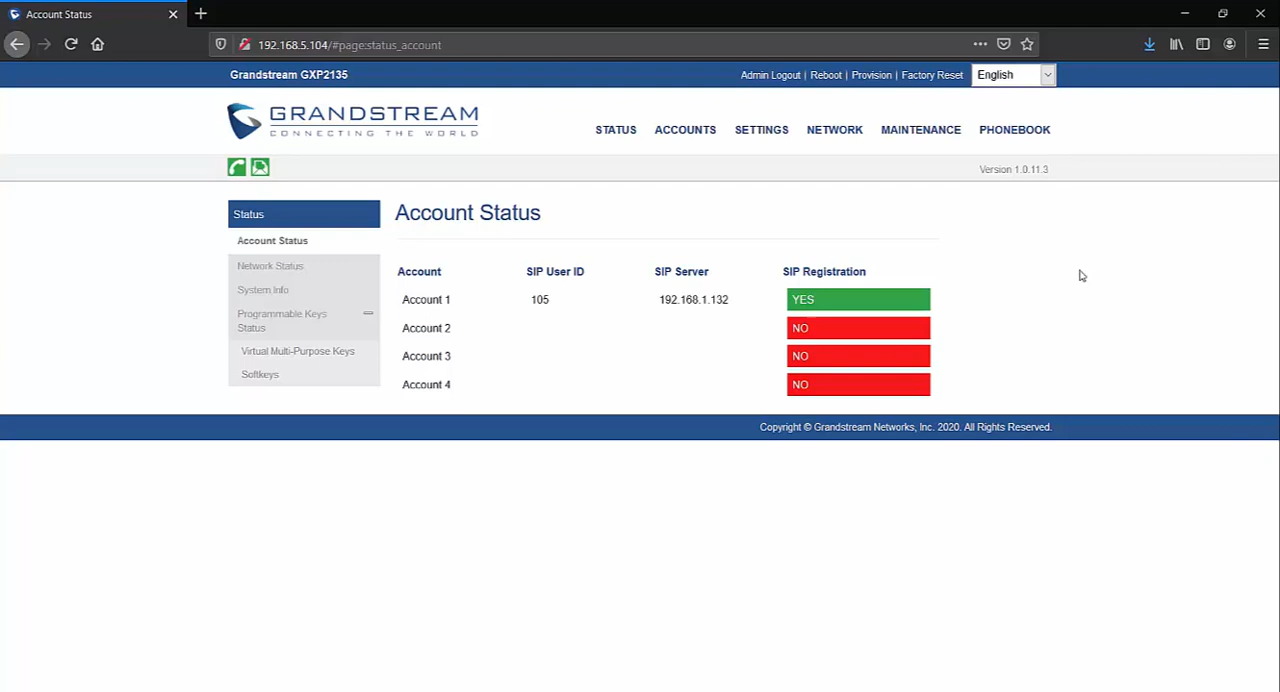 Account Status
192.168.5.104/#page:status_account
Grandstream GXP2135
Admin Logout | Reboot | Provision | Factory Reset
English
GRANDSTREAM
CONNECTING THE WORLD
STATUS ACCOUNTS SETTINGS NETWORK MAINTENANCE PHONEBOOK
Version 1.0.11.3
Status
Account Status
Network Status
System Info
Programmable Keys
Status
Virtual Multi-Purpose Keys
Softkeys
Account Status
Account SIP User ID SIP Server SIP Registration
Account 1 105 192.168.1.132 YES
Account 2 NO
Account 3 NO
Account 4 NO
Copyright © Grandstream Networks, Inc. 2020. All Rights Reserved.